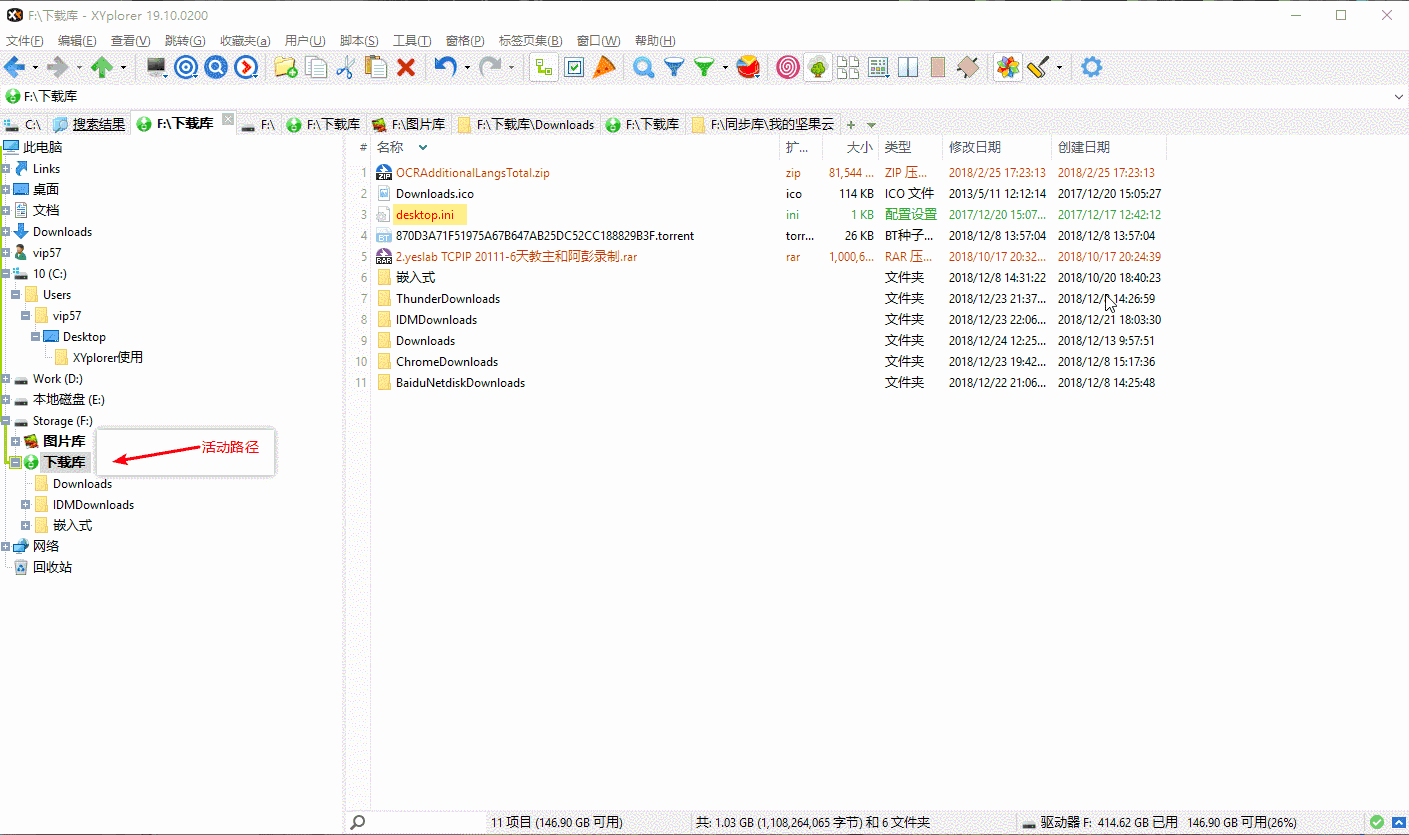 F:\下载库 - XYplorer 19.10.0200
文件(F) 编辑(E) 查看(V) 跳转(G) 收藏夹(a) 用户(U) 脚本(S) 工具(T) 窗格(P) 标签页集(B) 窗口(W) 帮助(H)
F:\下载库
C:\ 搜索结果 F:\下载库 F:\ F:\下载库 F:\图片库 F:\下载库\Downloads F:\下载库 F:\同步库\我的坚果云
此电脑
Links
桌面
文档
Downloads
vip57
10 (C:)
Users
vip57
Desktop
XYplorer使用
Work (D:)
本地磁盘 (E:)
Storage (F:)
图片库
下载库
活动路径
Downloads
IDMDownloads
嵌入式
网络
回收站
# 名称 扩... 大小 类型 修改日期 创建日期
1 OCRAdditionalLangsTotal.zip zip 81,544 ... ZIP 压... 2018/2/25 17:23:13 2018/2/25 17:23:13
2 Downloads.ico ico 114 KB ICO 文件 2013/5/11 12:12:14 2017/12/20 15:05:27
3 desktop.ini ini 1 KB 配置设置 2017/12/20 15:07... 2017/12/17 12:42:12
4 870D3A71F51975A67B647AB25DC52CC188829B3F.torrent torr... 26 KB BT种子... 2018/12/8 13:57:04 2018/12/8 13:57:04
5 2.yeslab TCPIP 20111-6天教主和阿彭录制.rar rar 1,000,6... RAR 压... 2018/10/17 20:32... 2018/10/17 20:24:39
6 嵌入式 文件夹 2018/12/8 14:31:22 2018/10/20 18:40:23
7 ThunderDownloads 文件夹 2018/12/23 21:37... 2018/12/ 14:26:59
8 IDMDownloads 文件夹 2018/12/23 22:06... 2018/12/21 18:03:30
9 Downloads 文件夹 2018/12/24 12:25... 2018/12/13 9:57:51
10 ChromeDownloads 文件夹 2018/12/23 19:42... 2018/12/8 15:17:36
11 BaiduNetdiskDownloads 文件夹 2018/12/22 21:06... 2018/12/8 14:25:48
11 项目 (146.90 GB 可用) 共: 1.03 GB (1,108,264,065 字节) 和 6 文件夹 驱动器 F: 414.62 GB 已用 146.90 GB 可用(26%)